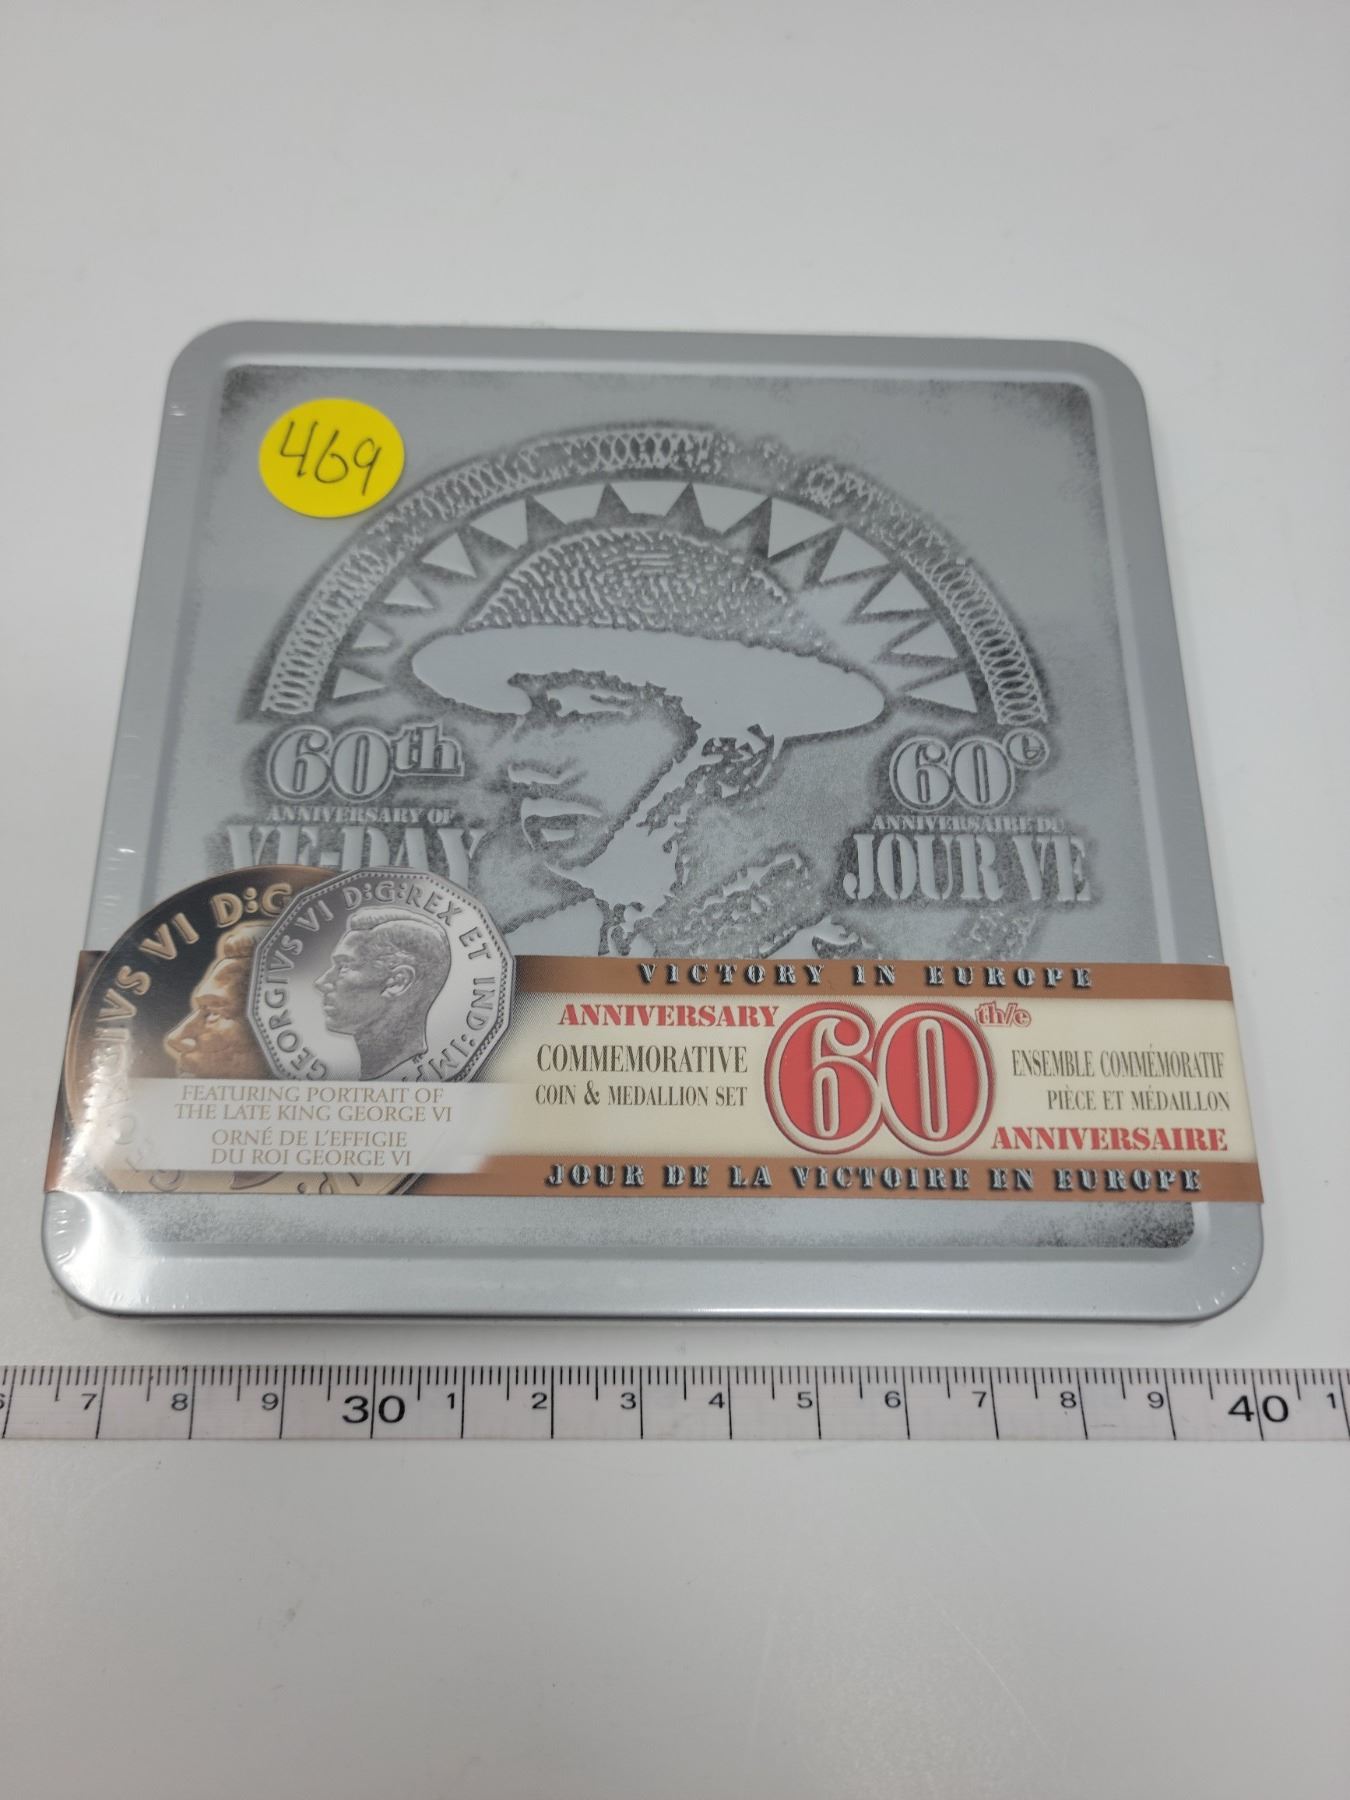 469
60th
ANNIVERSARY OF
VE-DAY
60e
ANNIVERSAIRE DU
JOUR VE
GEORGIVS VI D:G:REX ET IND:IM
VI D:G
FEATURING PORTRAIT OF
THE LATE KING GEORGE VI
ORNÉ DE L'EFFIGIE
DU ROI GEORGE VI
VICTORY IN EUROPE
ANNIVERSARY
COMMEMORATIVE
COIN & MEDALLION SET
60th/e
ENSEMBLE COMMÉMORATIF
PIÈCE ET MÉDAILLON
ANNIVERSAIRE
JOUR DE LA VICTOIRE EN EUROPE
6 7 8 9 30 1 2 3 4 5 6 7 8 9 40 1